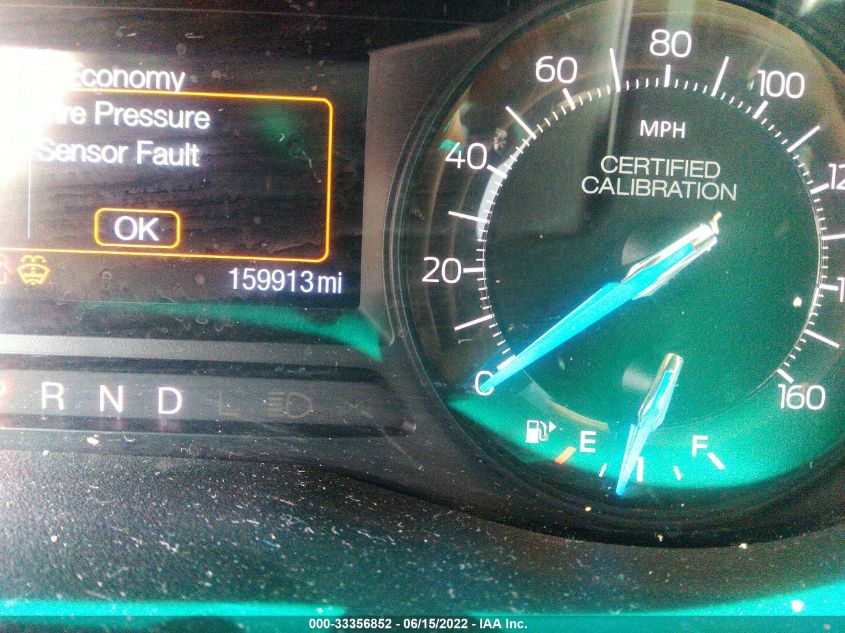 Economy
Pressure
Sensor Fault
OK
159913 mi
R N D L
0 20 40 60 80 100 160
MPH
CERTIFIED
CALIBRATION
E F
000-33356852 - 06/15/2022 - IAA Inc.